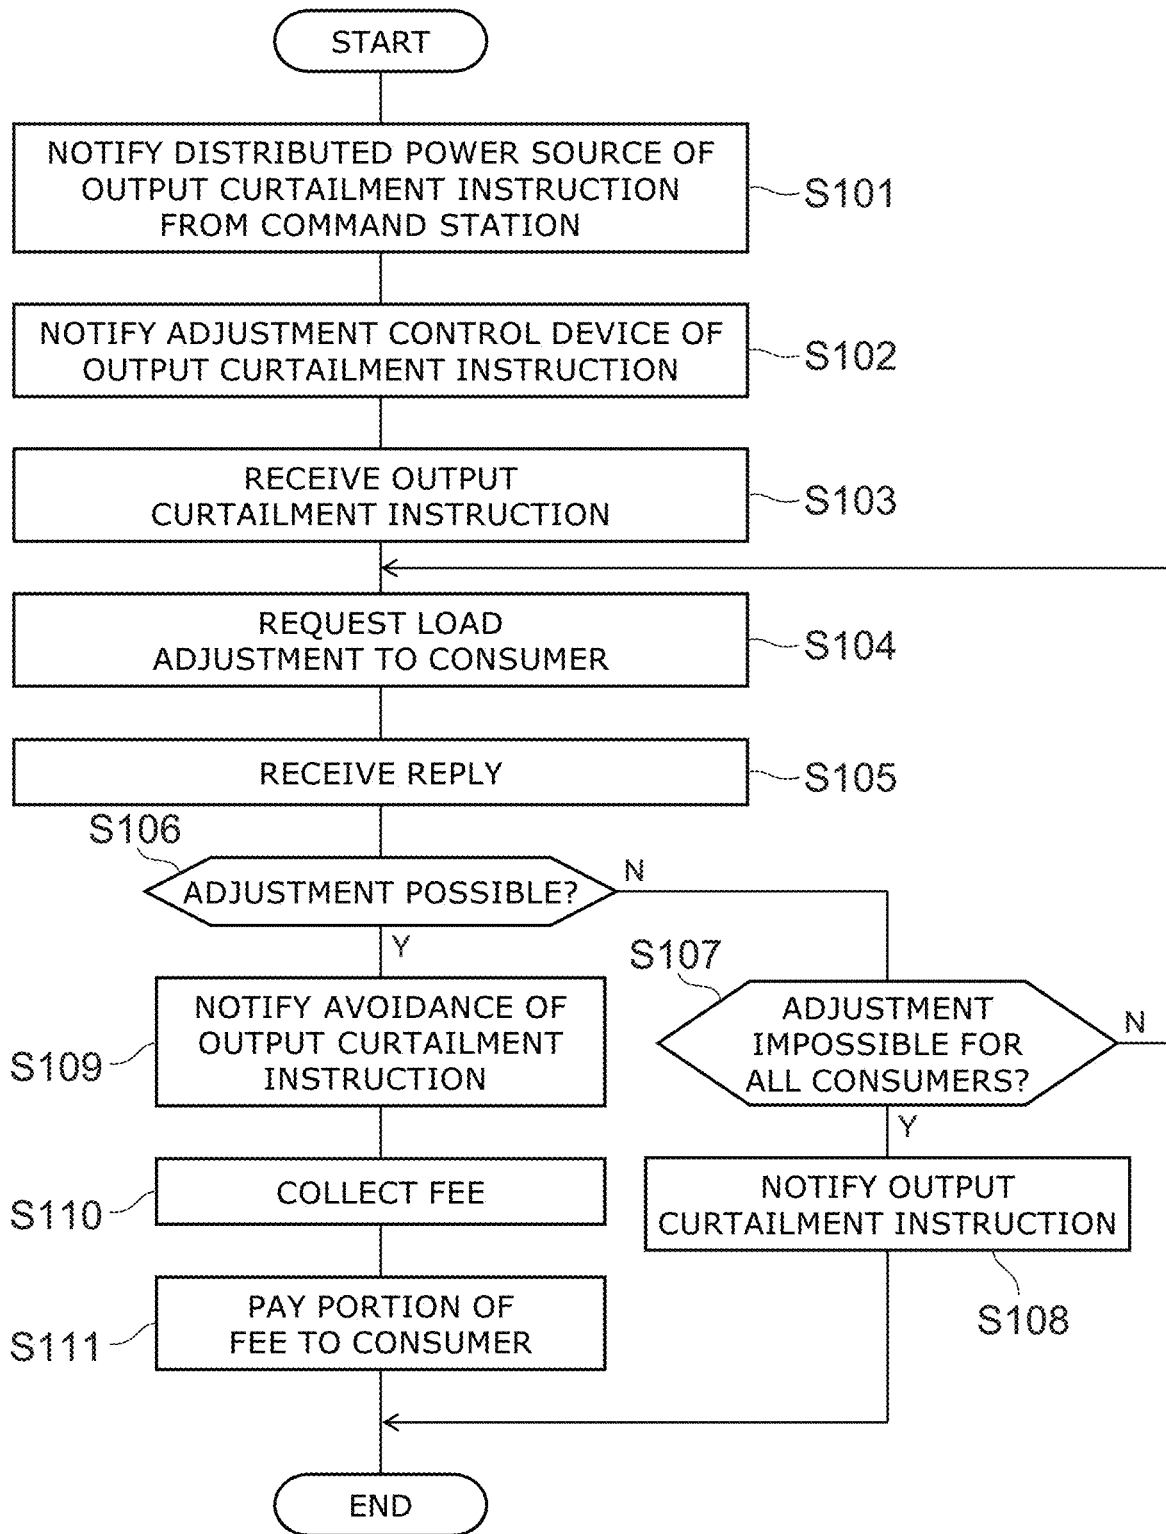 START
NOTIFY DISTRIBUTED POWER SOURCE OF
OUTPUT CURTAILMENT INSTRUCTION
FROM COMMAND STATION
S101
NOTIFY ADJUSTMENT CONTROL DEVICE OF
OUTPUT CURTAILMENT INSTRUCTION
S102
RECEIVE OUTPUT
CURTAILMENT INSTRUCTION
S103
REQUEST LOAD
ADJUSTMENT TO CONSUMER
S104
RECEIVE REPLY
S105
S106
ADJUSTMENT POSSIBLE?
N
Y
S107
ADJUSTMENT
IMPOSSIBLE FOR
ALL CONSUMERS?
N
Y
NOTIFY AVOIDANCE OF
OUTPUT CURTAILMENT
INSTRUCTION
S109
COLLECT FEE
S110
NOTIFY OUTPUT
CURTAILMENT INSTRUCTION
S108
PAY PORTION OF
FEE TO CONSUMER
S111
END